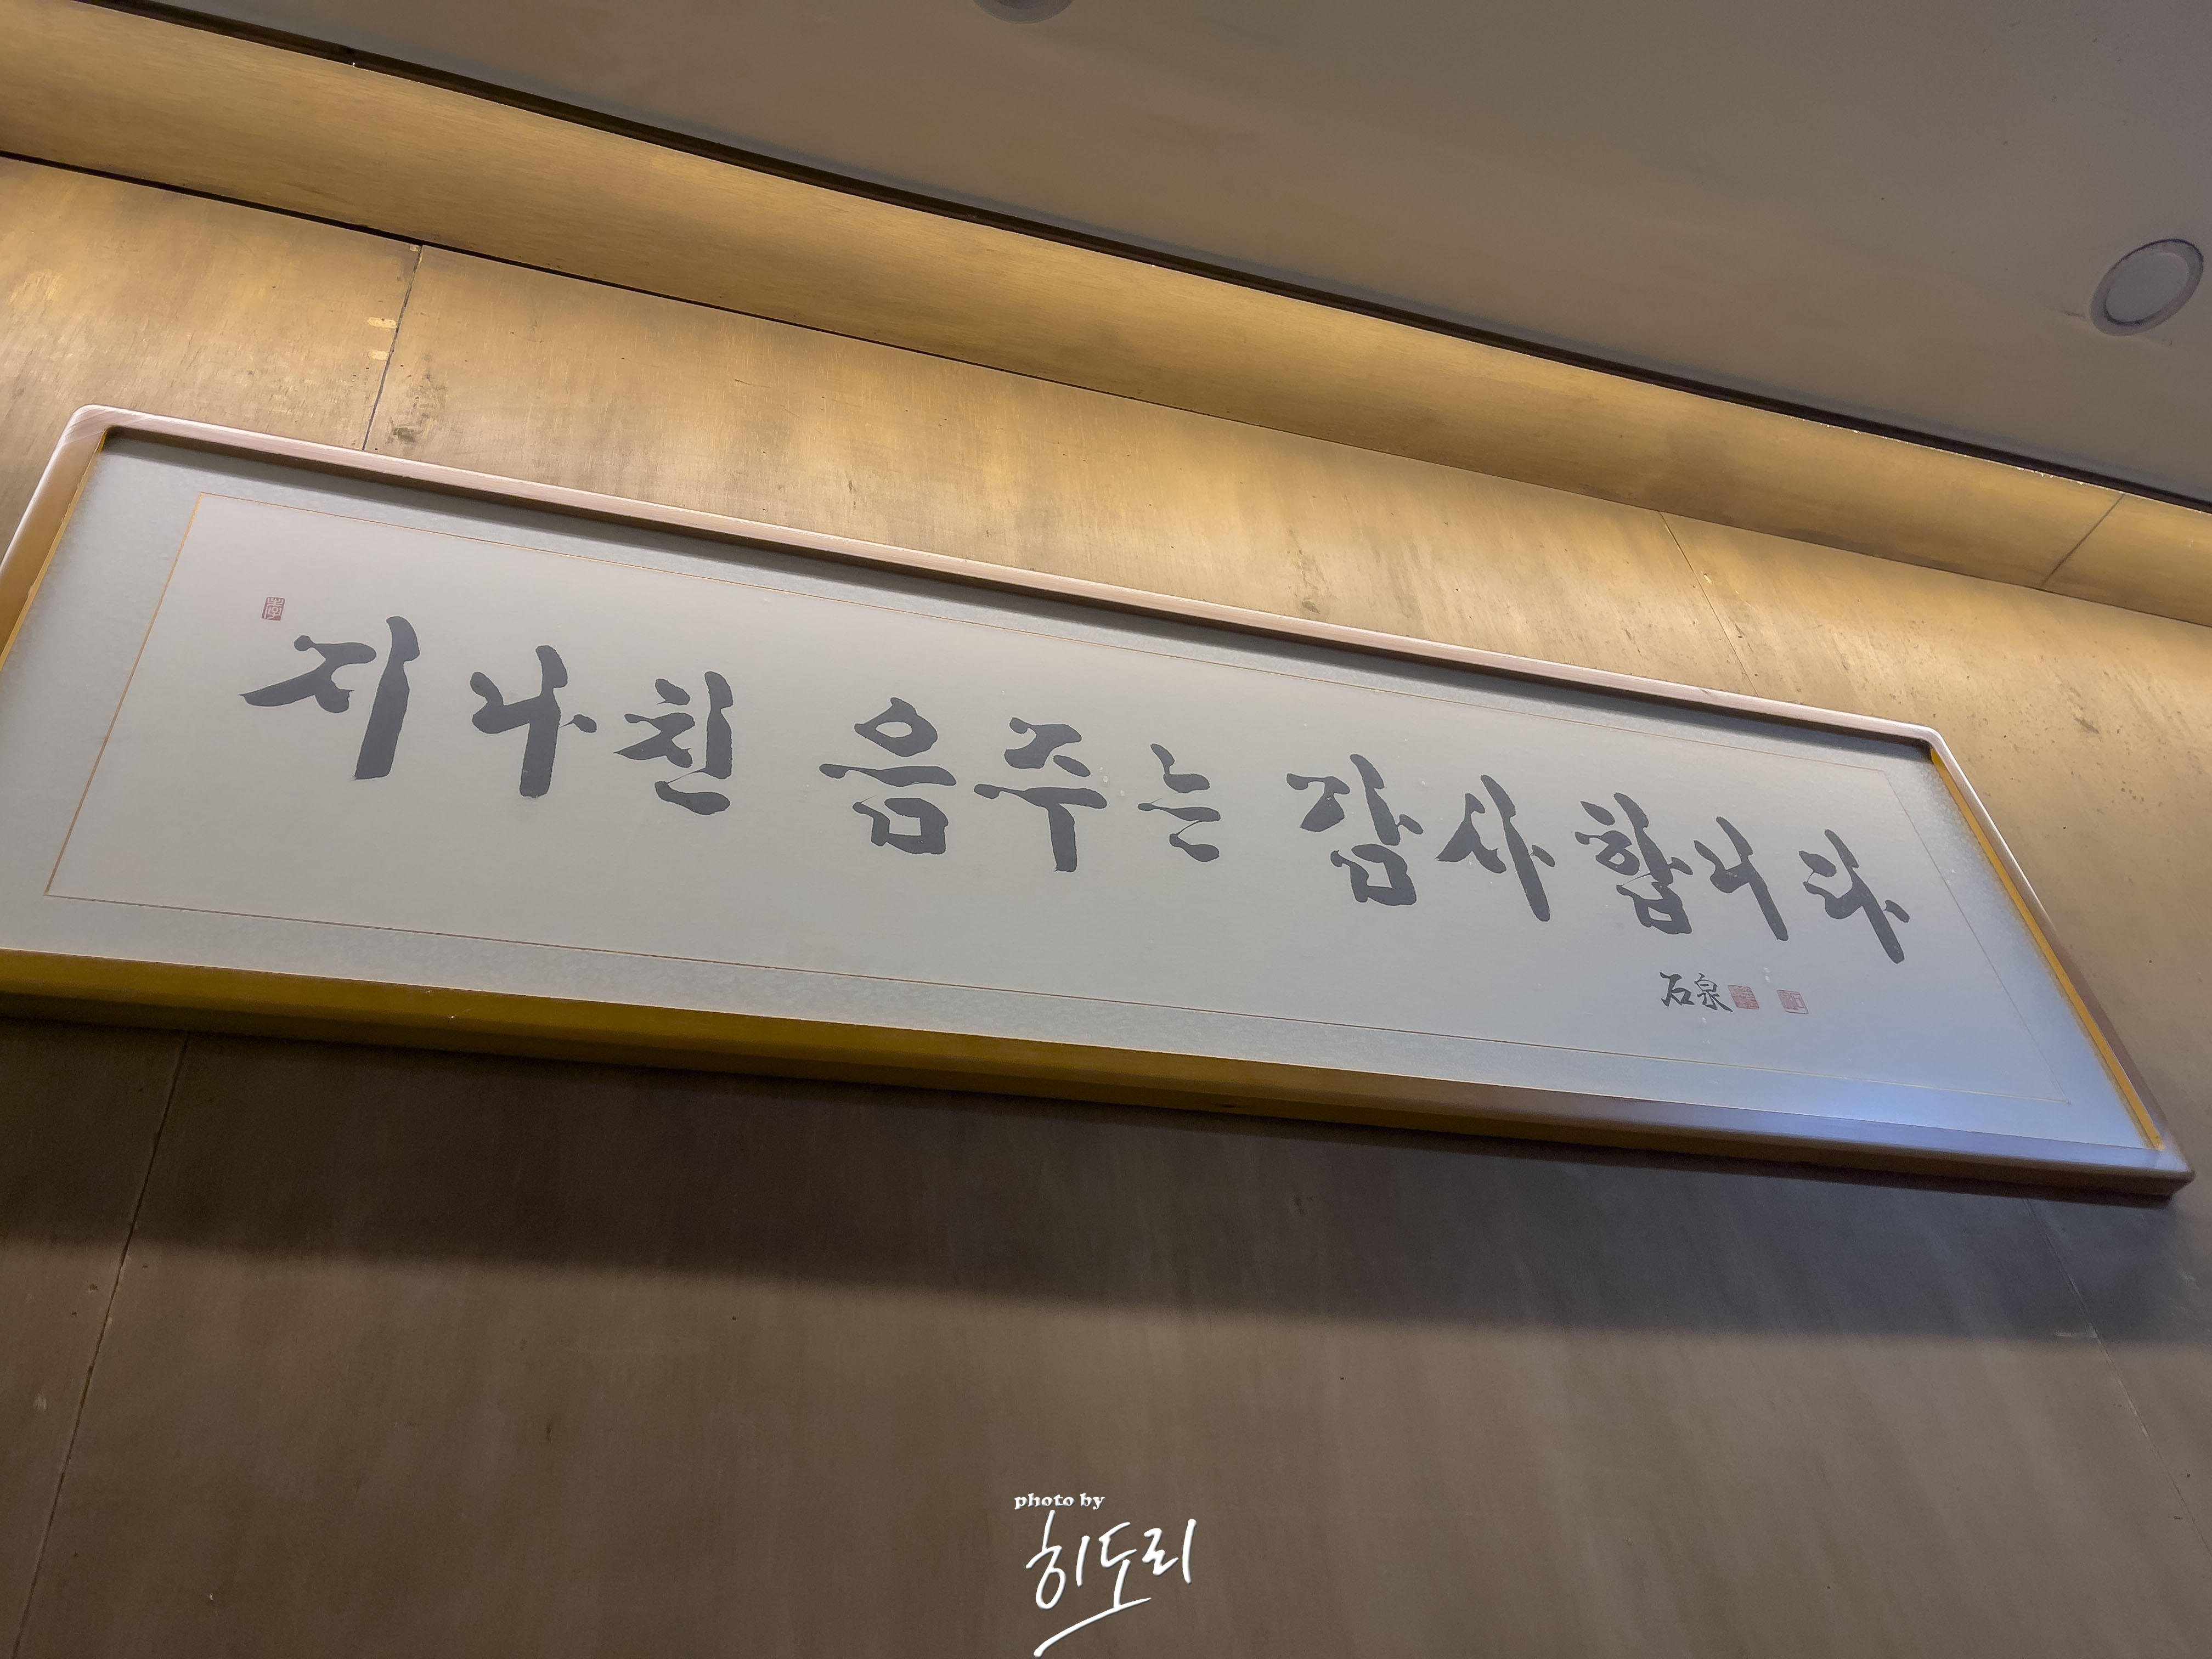 지나친 음주는 감사합니다
石泉
photo by
히도리